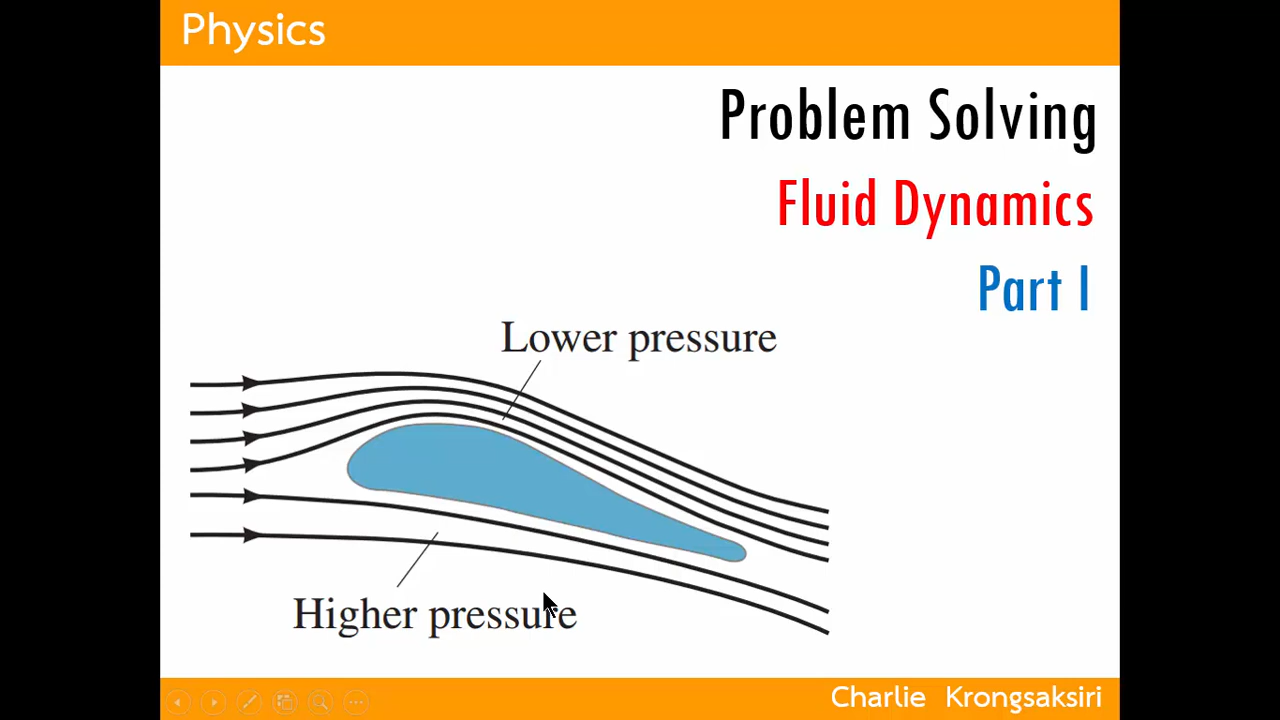 Physics
Problem Solving
Fluid Dynamics
Part I
Lower pressure
Higher pressure
Charlie Krongsaksiri